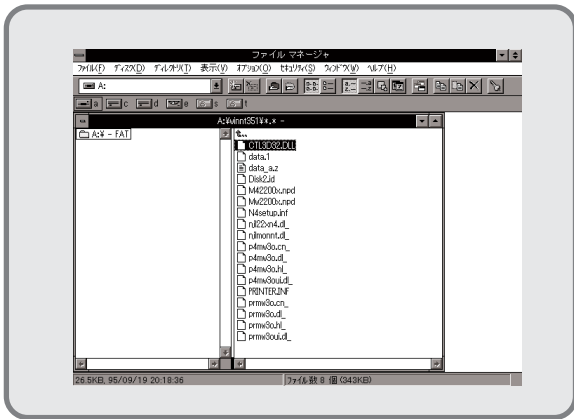 ファイル マネージャ
ファイル(F) ディスク(D) ディレクトリ(T) 表示(V) オプション(O) セキュリティ(S) ウィンドウ(W) ヘルプ(H)
A:
a c d e s t
A:¥winnt351¥*.* -
A:¥ - FAT
..
CTL3D32.DLL
data.1
data_a.z
Disk2.id
M42200x.npd
Mw2200x.npd
N4setup.inf
njl22xn4.dl_
njlmonnt.dl_
p4mw3o.cn_
p4mw3o.dl_
p4mw3o.hl_
p4mw3oui.dl_
PRINTER.INF
prmw3o.cn_
prmw3o.dl_
prmw3o.hl_
prmw3oui.dl_
26.5KB, 95/09/19 20:18:36
ファイル数 8 個 (343KB)